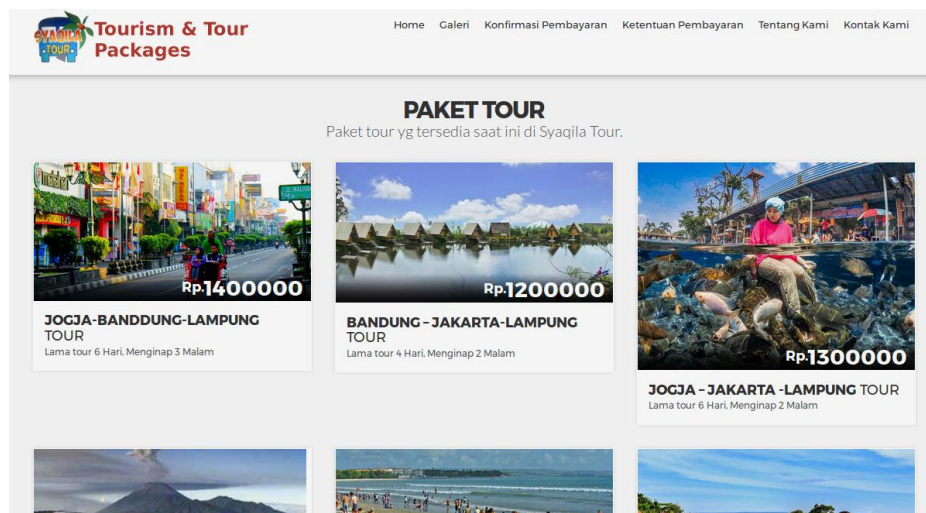 SYAQILA
TOUR
Tourism & Tour
Packages
Home Galeri Konfirmasi Pembayaran Ketentuan Pembayaran Tentang Kami Kontak Kami
PAKET TOUR
Paket tour yg tersedia saat ini di Syaqila Tour.
matahari
Rp.1400000
JOGJA-BANDDUNG-LAMPUNG
TOUR
Lama tour 6 Hari, Menginap 3 Malam
Rp.1200000
BANDUNG – JAKARTA-LAMPUNG
TOUR
Lama tour 4 Hari, Menginap 2 Malam
Rp.1300000
JOGJA – JAKARTA -LAMPUNG TOUR
Lama tour 6 Hari, Menginap 2 Malam